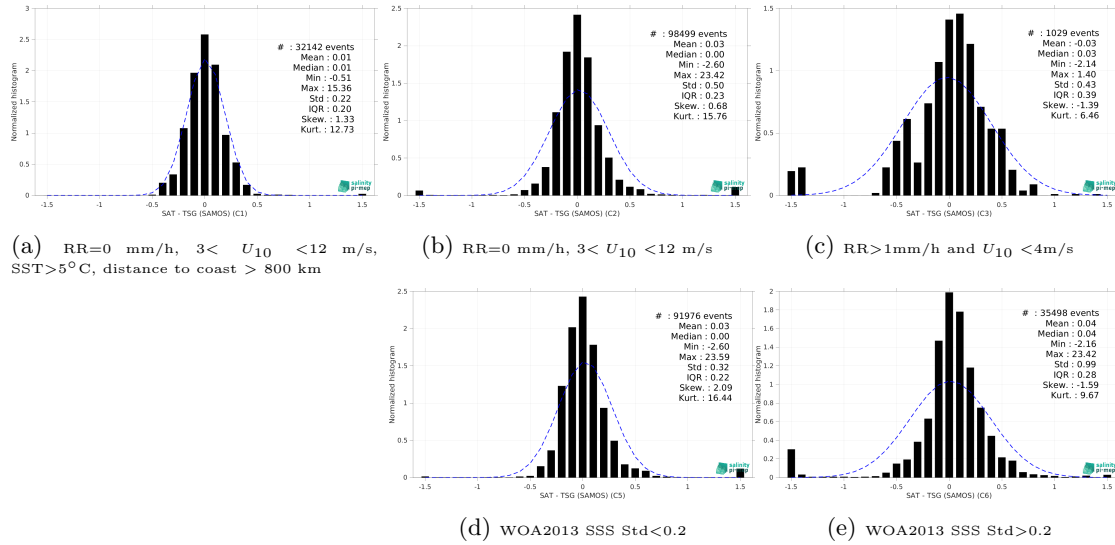 3
2.5
2
1.5
1
0.5
0
Normalized histogram
# : 32142 events
Mean : 0.01
Median : 0.01
Min : -0.51
Max : 15.36
Std : 0.22
IQR : 0.20
Skew. : 1.33
Kurt. : 12.73
salinity
pi-mep
-1.5 -1 -0.5 0 0.5 1 1.5
SAT - TSG (SAMOS) (C1)
(a) RR=0 mm/h, 3< U10 <12 m/s,
SST>5°C, distance to coast > 800 km
2.5
2
1.5
1
0.5
0
Normalized histogram
# : 98499 events
Mean : 0.03
Median : 0.00
Min : -2.60
Max : 23.42
Std : 0.50
IQR : 0.23
Skew. : 0.68
Kurt. : 15.76
salinity
pi-mep
-1.5 -1 -0.5 0 0.5 1 1.5
SAT - TSG (SAMOS) (C2)
(b) RR=0 mm/h, 3< U10 <12 m/s
1.5
1
0.5
0
Normalized histogram
# : 1029 events
Mean : -0.03
Median : 0.03
Min : -2.14
Max : 1.40
Std : 0.43
IQR : 0.39
Skew. : -1.39
Kurt. : 6.46
salinity
pi-mep
-1.5 -1 -0.5 0 0.5 1 1.5
SAT - TSG (SAMOS) (C3)
(c) RR>1mm/h and U10 <4m/s
2.5
2
1.5
1
0.5
0
Normalized histogram
# : 91976 events
Mean : 0.03
Median : 0.00
Min : -2.60
Max : 23.59
Std : 0.32
IQR : 0.22
Skew. : 2.09
Kurt. : 16.44
salinity
pi-mep
-1.5 -1 -0.5 0 0.5 1 1.5
SAT - TSG (SAMOS) (C5)
(d) WOA2013 SSS Std<0.2
2
1.8
1.6
1.4
1.2
1
0.8
0.6
0.4
0.2
0
Normalized histogram
# : 35498 events
Mean : 0.04
Median : 0.04
Min : -2.16
Max : 23.42
Std : 0.99
IQR : 0.28
Skew. : -1.59
Kurt. : 9.67
salinity
pi-mep
-1.5 -1 -0.5 0 0.5 1 1.5
SAT - TSG (SAMOS) (C6)
(e) WOA2013 SSS Std>0.2